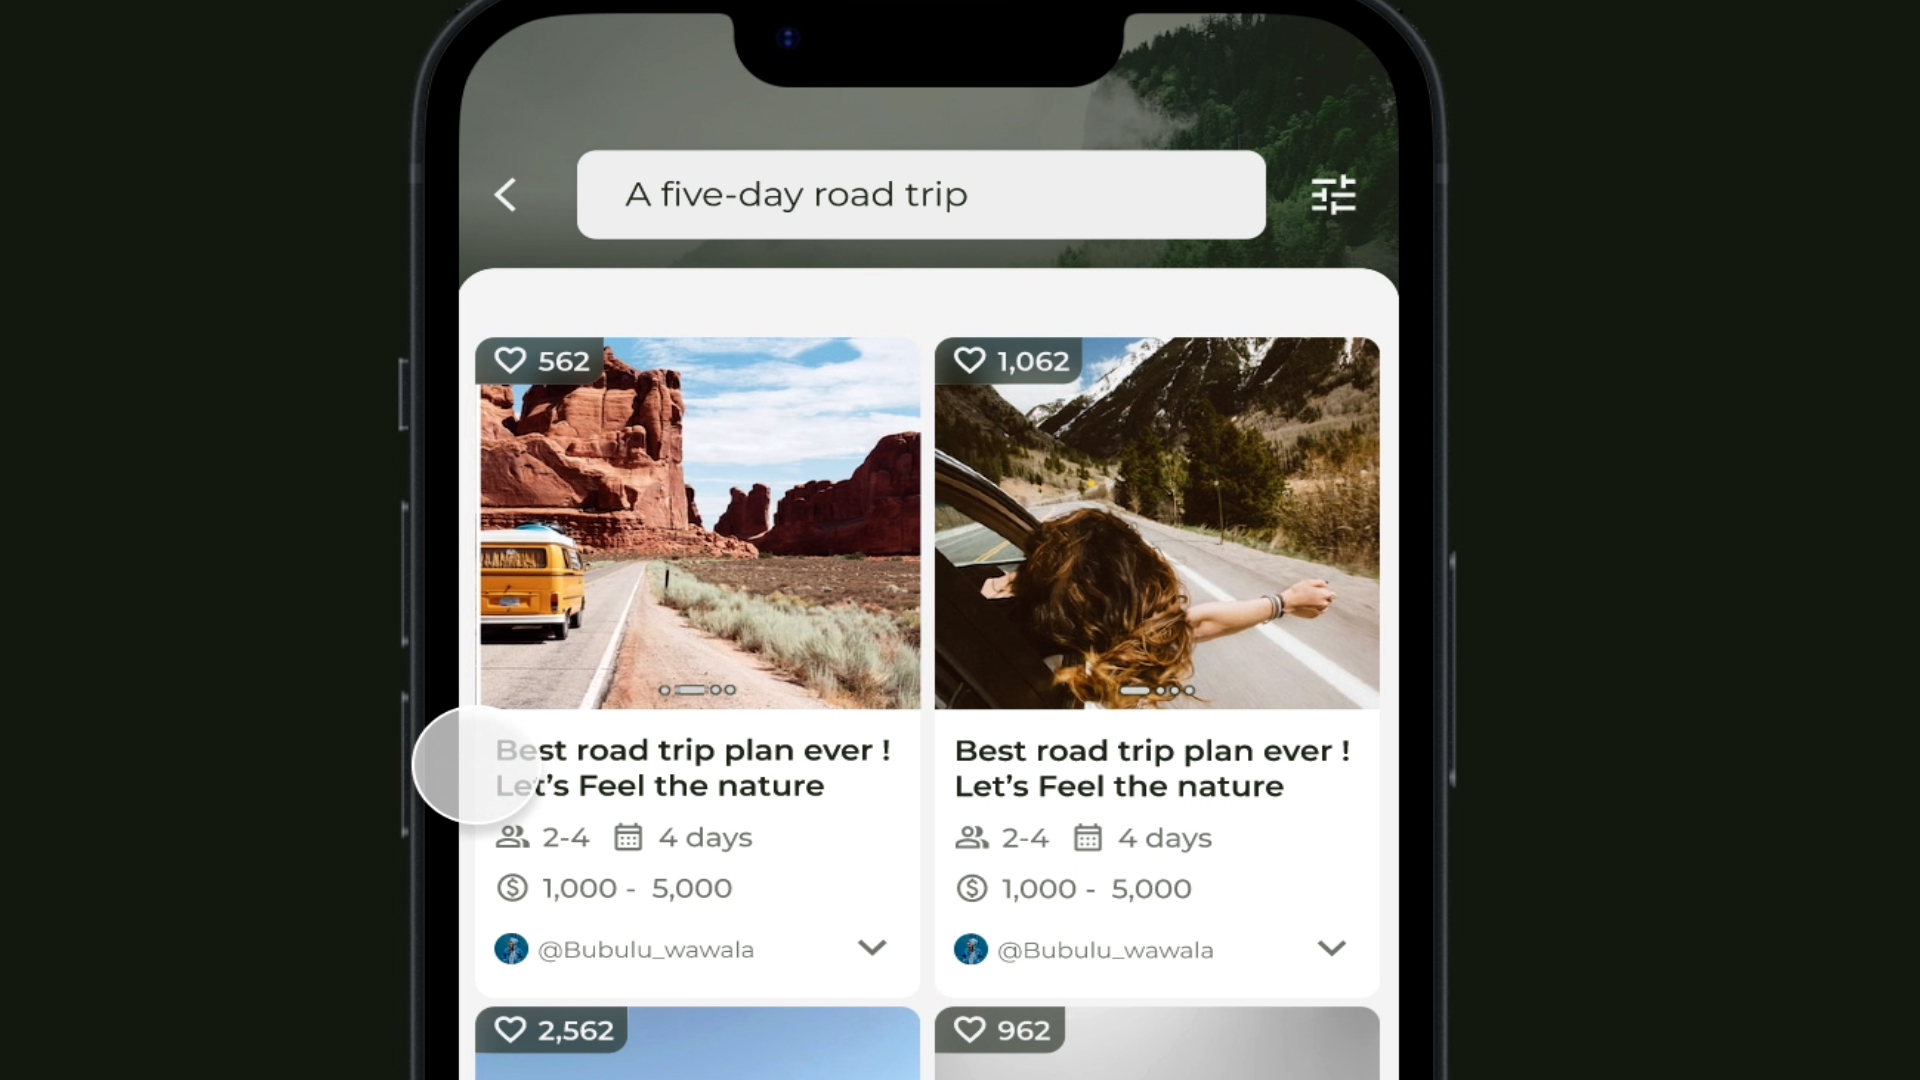 A five-day road trip
562
1,062
Best road trip plan ever !
Let’s Feel the nature
2-4 4 days
1,000 - 5,000
@Bubulu_wawala
Best road trip plan ever !
Let’s Feel the nature
2-4 4 days
1,000 - 5,000
@Bubulu_wawala
2,562
962